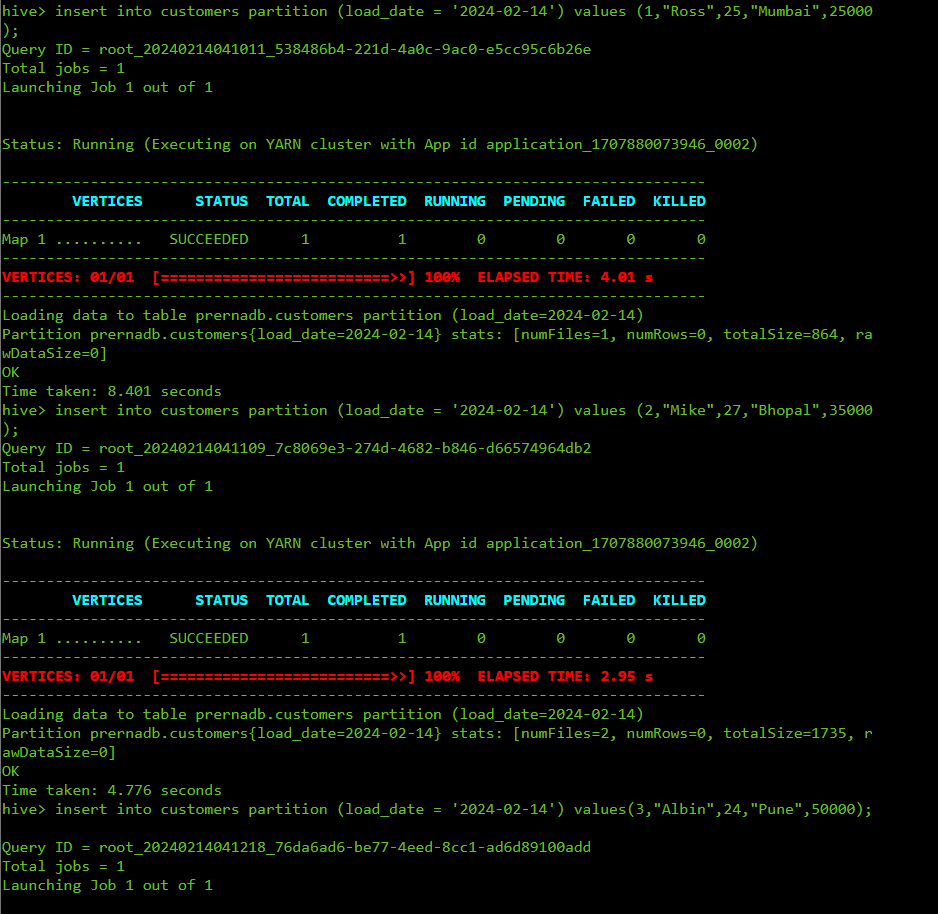 hive> insert into customers partition (load_date = '2024-02-14') values (1,"Ross",25,"Mumbai",25000
);
Query ID = root_20240214041011_538486b4-221d-4a0c-9ac0-e5cc95c6b26e
Total jobs = 1
Launching Job 1 out of 1
Status: Running (Executing on YARN cluster with App id application_1707880073946_0002)
--------------------------------------------------------------------------------
VERTICES STATUS TOTAL COMPLETED RUNNING PENDING FAILED KILLED
--------------------------------------------------------------------------------
Map 1 .......... SUCCEEDED 1 1 0 0 0 0
--------------------------------------------------------------------------------
VERTICES: 01/01 [==========================>>] 100% ELAPSED TIME: 4.01 s
--------------------------------------------------------------------------------
Loading data to table prernadb.customers partition (load_date=2024-02-14)
Partition prernadb.customers{load_date=2024-02-14} stats: [numFiles=1, numRows=0, totalSize=864, ra
wDataSize=0]
OK
Time taken: 8.401 seconds
hive> insert into customers partition (load_date = '2024-02-14') values (2,"Mike",27,"Bhopal",35000
);
Query ID = root_20240214041109_7c8069e3-274d-4682-b846-d66574964db2
Total jobs = 1
Launching Job 1 out of 1
Status: Running (Executing on YARN cluster with App id application_1707880073946_0002)
--------------------------------------------------------------------------------
VERTICES STATUS TOTAL COMPLETED RUNNING PENDING FAILED KILLED
--------------------------------------------------------------------------------
Map 1 .......... SUCCEEDED 1 1 0 0 0 0
--------------------------------------------------------------------------------
VERTICES: 01/01 [==========================>>] 100% ELAPSED TIME: 2.95 s
--------------------------------------------------------------------------------
Loading data to table prernadb.customers partition (load_date=2024-02-14)
Partition prernadb.customers{load_date=2024-02-14} stats: [numFiles=2, numRows=0, totalSize=1735, r
awDataSize=0]
OK
Time taken: 4.776 seconds
hive> insert into customers partition (load_date = '2024-02-14') values(3,"Albin",24,"Pune",50000);
Query ID = root_20240214041218_76da6ad6-be77-4eed-8cc1-ad6d89100add
Total jobs = 1
Launching Job 1 out of 1